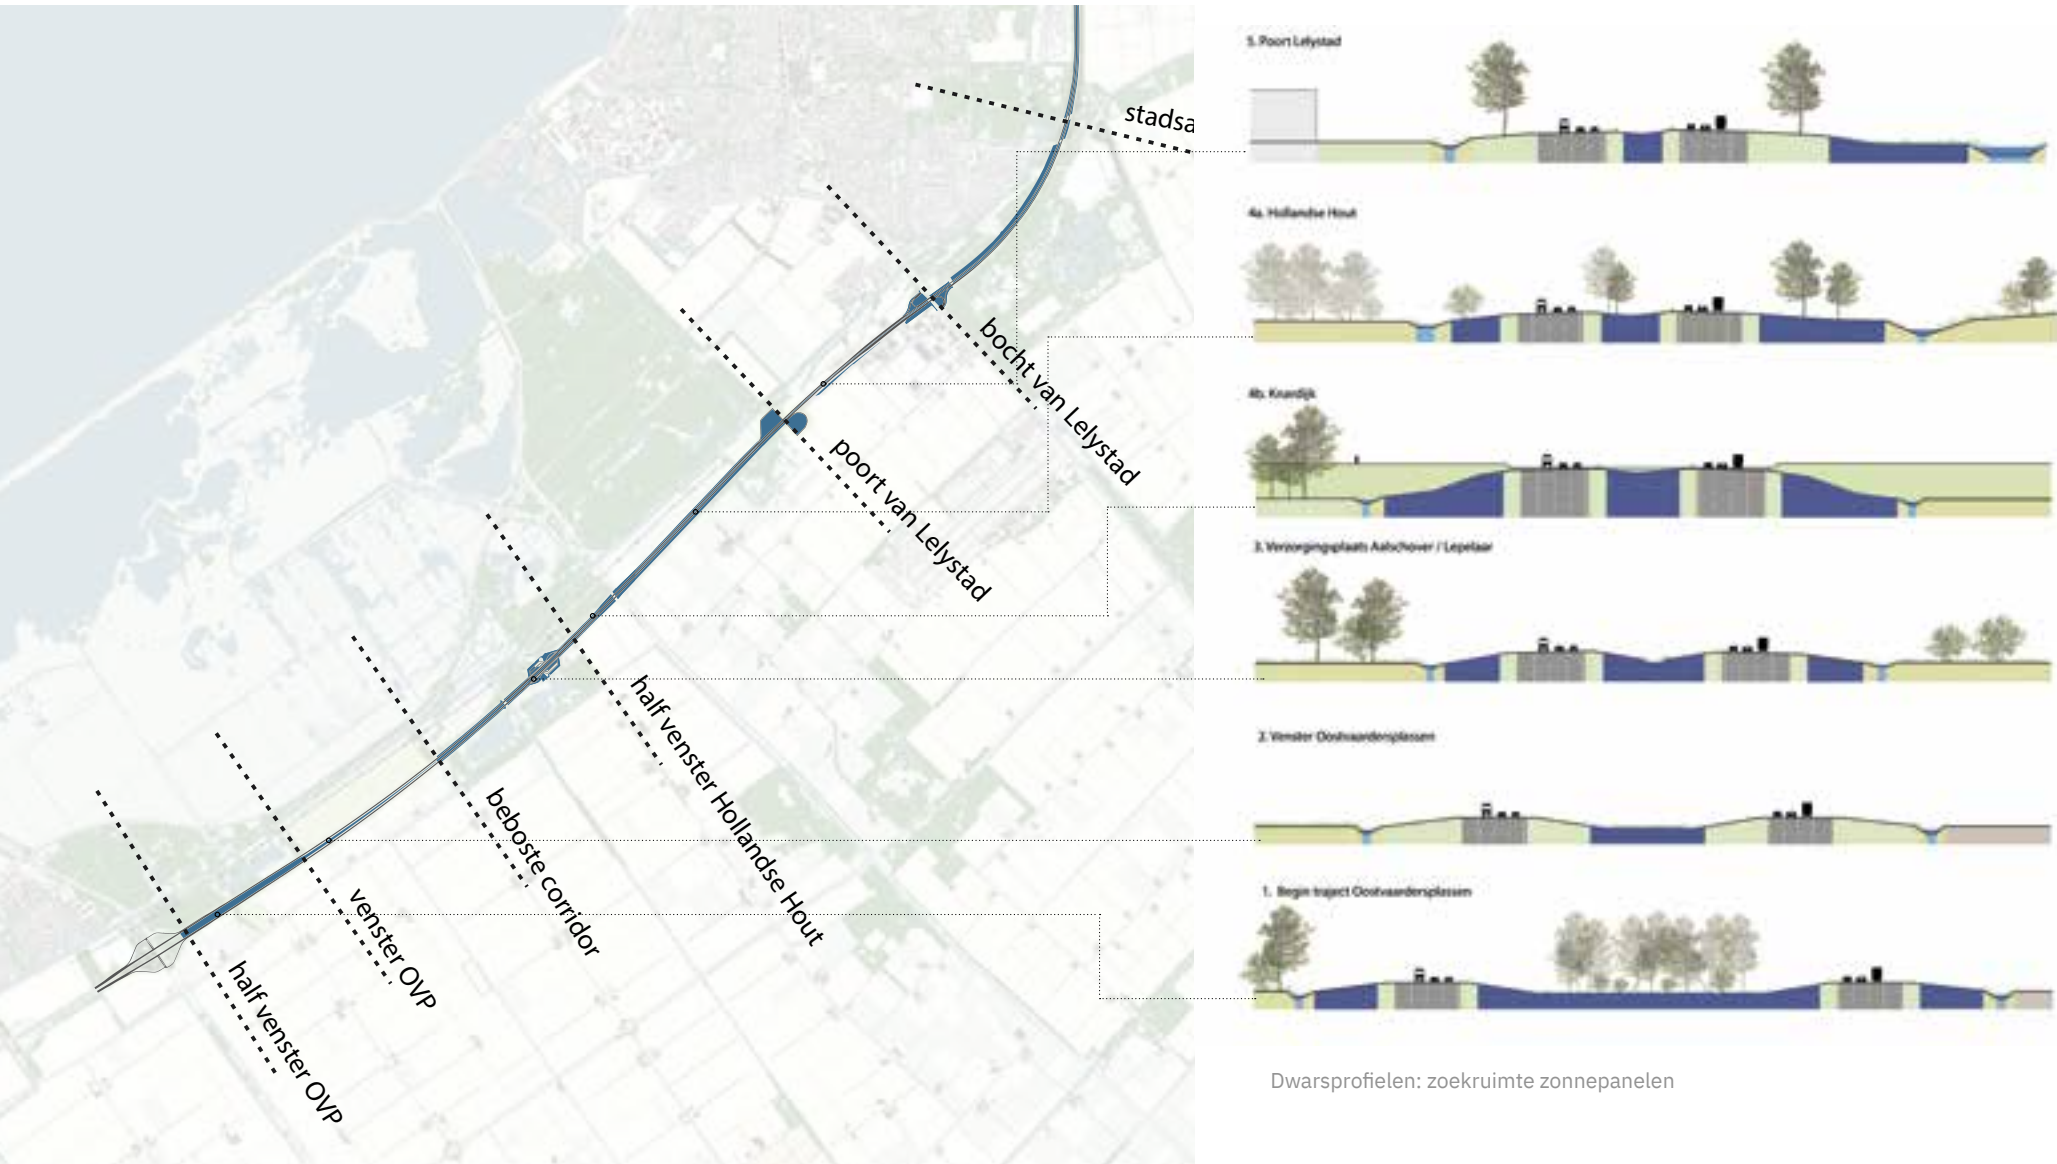 stadsa
bocht van Lelystad
poort van Lelystad
half venster Hollandse Hout
beboste corridor
venster OVP
half venster OVP
5. Poort Lelystad
4a. Hollandse Hout
4b. Knardijk
3. Verzorgingsplaats Aalschover / Lepelaar
2. Venster Oostvaardersplassen
1. Begin traject Oostvaardersplassen
Dwarsprofielen: zoekruimte zonnepanelen